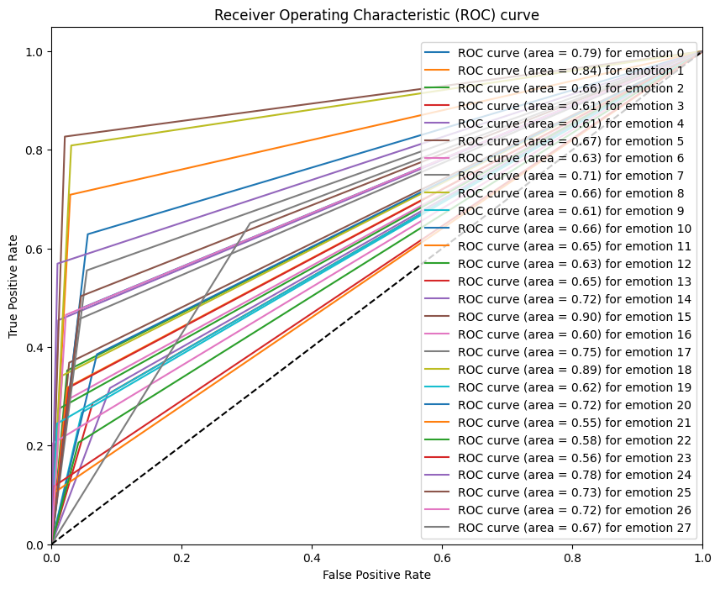 Receiver Operating Characteristic (ROC) curve
1.0
0.8
0.6
0.4
0.2
0.0
True Positive Rate
ROC curve (area = 0.79) for emotion 0
ROC curve (area = 0.84) for emotion 1
ROC curve (area = 0.66) for emotion 2
ROC curve (area = 0.61) for emotion 3
ROC curve (area = 0.61) for emotion 4
ROC curve (area = 0.67) for emotion 5
ROC curve (area = 0.63) for emotion 6
ROC curve (area = 0.71) for emotion 7
ROC curve (area = 0.66) for emotion 8
ROC curve (area = 0.61) for emotion 9
ROC curve (area = 0.66) for emotion 10
ROC curve (area = 0.65) for emotion 11
ROC curve (area = 0.63) for emotion 12
ROC curve (area = 0.65) for emotion 13
ROC curve (area = 0.72) for emotion 14
ROC curve (area = 0.90) for emotion 15
ROC curve (area = 0.60) for emotion 16
ROC curve (area = 0.75) for emotion 17
ROC curve (area = 0.89) for emotion 18
ROC curve (area = 0.62) for emotion 19
ROC curve (area = 0.72) for emotion 20
ROC curve (area = 0.55) for emotion 21
ROC curve (area = 0.58) for emotion 22
ROC curve (area = 0.56) for emotion 23
ROC curve (area = 0.78) for emotion 24
ROC curve (area = 0.73) for emotion 25
ROC curve (area = 0.72) for emotion 26
ROC curve (area = 0.67) for emotion 27
0.0 0.2 0.4 0.6 0.8 1.0
False Positive Rate